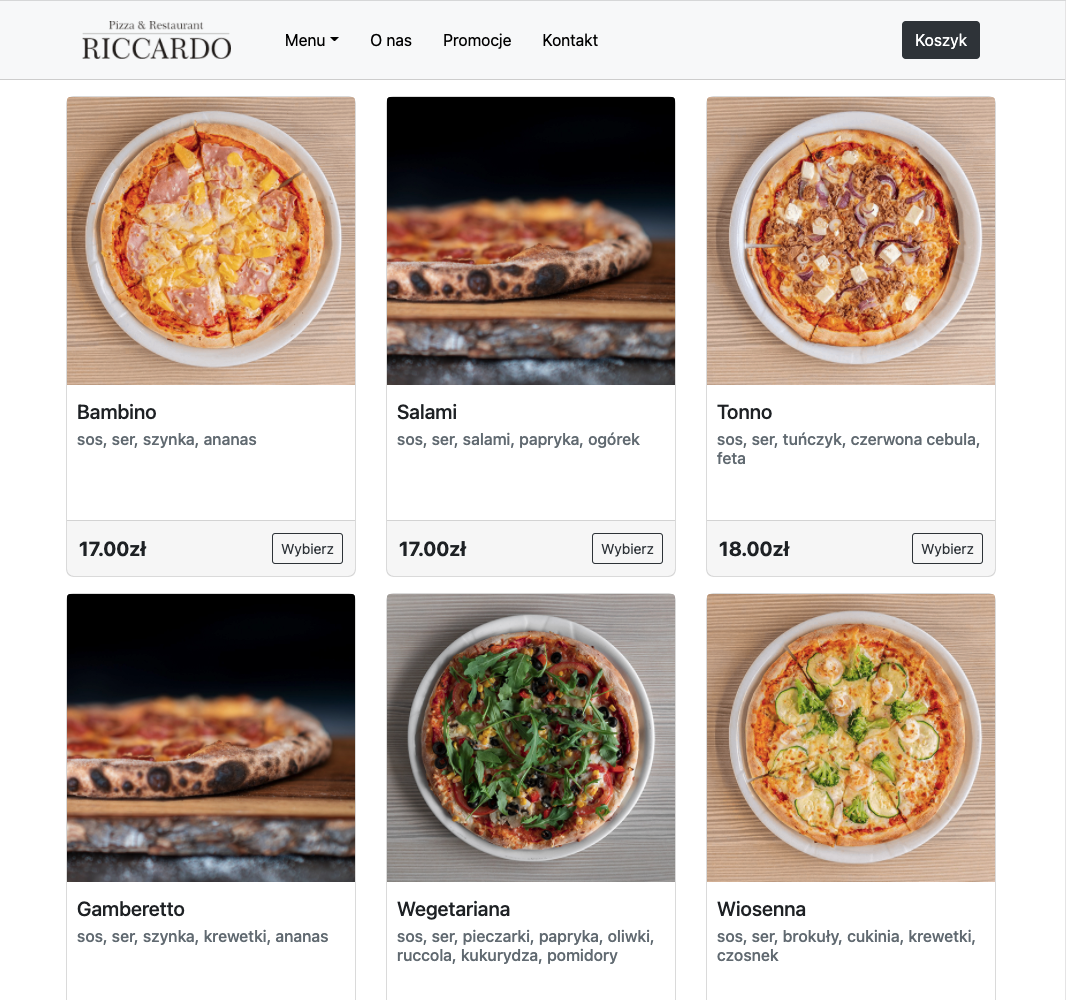 Pizza & Restaurant
RICCARDO
Menu
O nas
Promocje
Kontakt
Koszyk
Bambino
sos, ser, szynka, ananas
17.00zł
Wybierz
Salami
sos, ser, salami, papryka, ogórek
17.00zł
Wybierz
Tonno
sos, ser, tuńczyk, czerwona cebula,
feta
18.00zł
Wybierz
Gamberetto
sos, ser, szynka, krewetki, ananas
Wegetariana
sos, ser, pieczarki, papryka, oliwki,
ruccola, kukurydza, pomidory
Wiosenna
sos, ser, brokuły, cukinia, krewetki,
czosnek